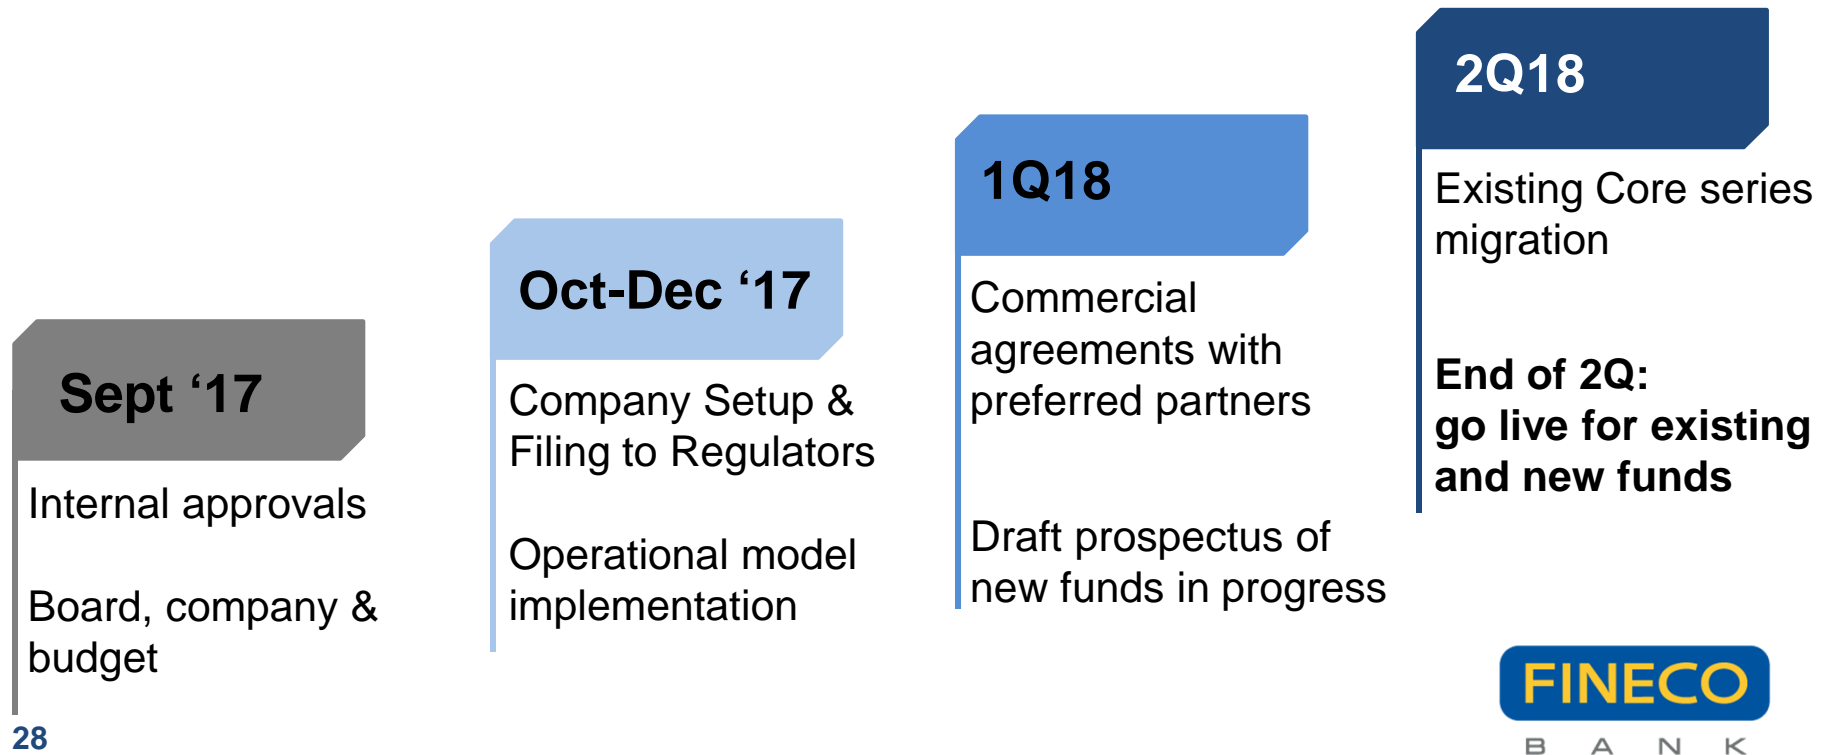 Sept ‘17
Internal approvals
Board, company &
budget
Oct-Dec ‘17
Company Setup &
Filing to Regulators
Operational model
implementation
1Q18
Commercial
agreements with
preferred partners
Draft prospectus of
new funds in progress
2Q18
Existing Core series
migration
End of 2Q:
go live for existing
and new funds
28
FINECO
BANK